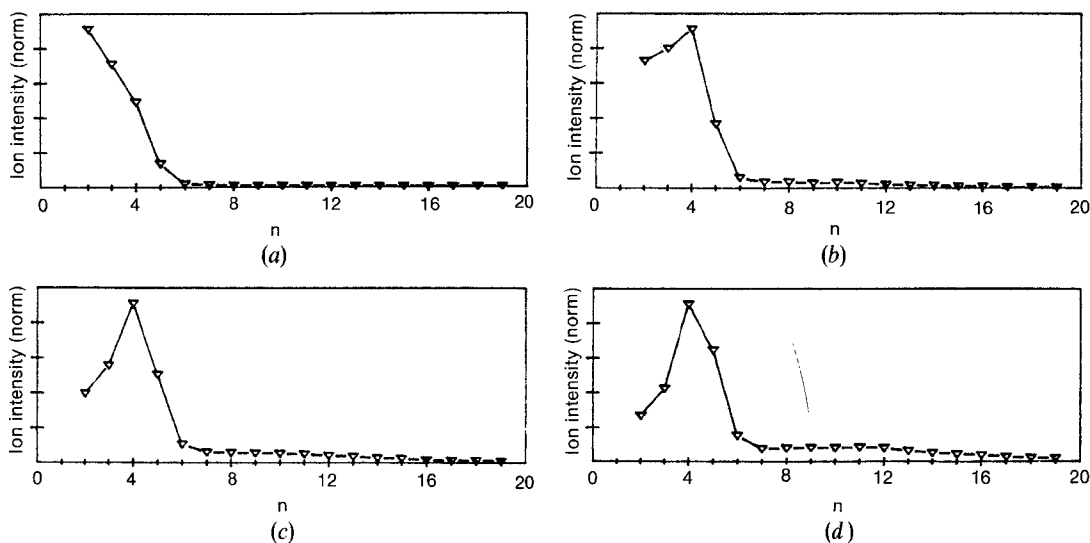 Ion intensity (norm)
0 4 8 12 16 20
n
(a)
Ion intensity (norm)
0 4 8 12 16 20
n
(b)
Ion intensity (norm)
0 4 8 12 16 20
n
(c)
Ion intensity (norm)
0 4 8 12 16 20
n
(d)